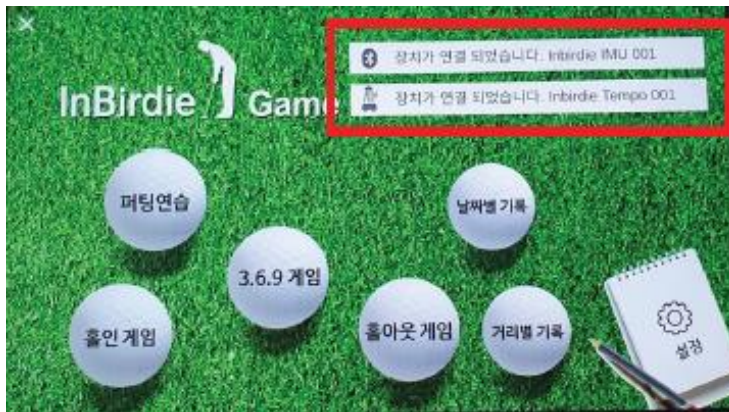 InBirdie Game
장치가 연결 되었습니다. Inbirdie IMU 001
장치가 연결 되었습니다. Inbirdie Tempo 001
퍼팅연습
날짜별 기록
3.6.9 게임
홀인 게임
홀아웃 게임
거리별 기록
설정